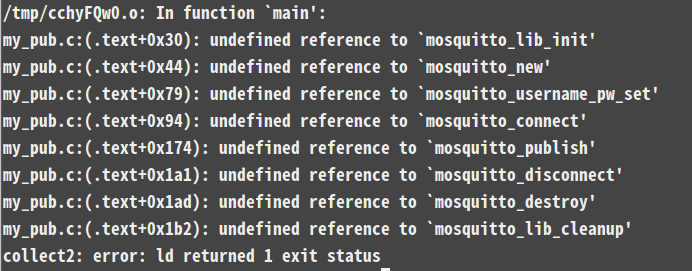 /tmp/cchyFQw0.o: In function `main':
my_pub.c:(.text+0x30): undefined reference to `mosquitto_lib_init'
my_pub.c:(.text+0x44): undefined reference to `mosquitto_new'
my_pub.c:(.text+0x79): undefined reference to `mosquitto_username_pw_set'
my_pub.c:(.text+0x94): undefined reference to `mosquitto_connect'
my_pub.c:(.text+0x174): undefined reference to `mosquitto_publish'
my_pub.c:(.text+0x1a1): undefined reference to `mosquitto_disconnect'
my_pub.c:(.text+0x1ad): undefined reference to `mosquitto_destroy'
my_pub.c:(.text+0x1b2): undefined reference to `mosquitto_lib_cleanup'
collect2: error: ld returned 1 exit status